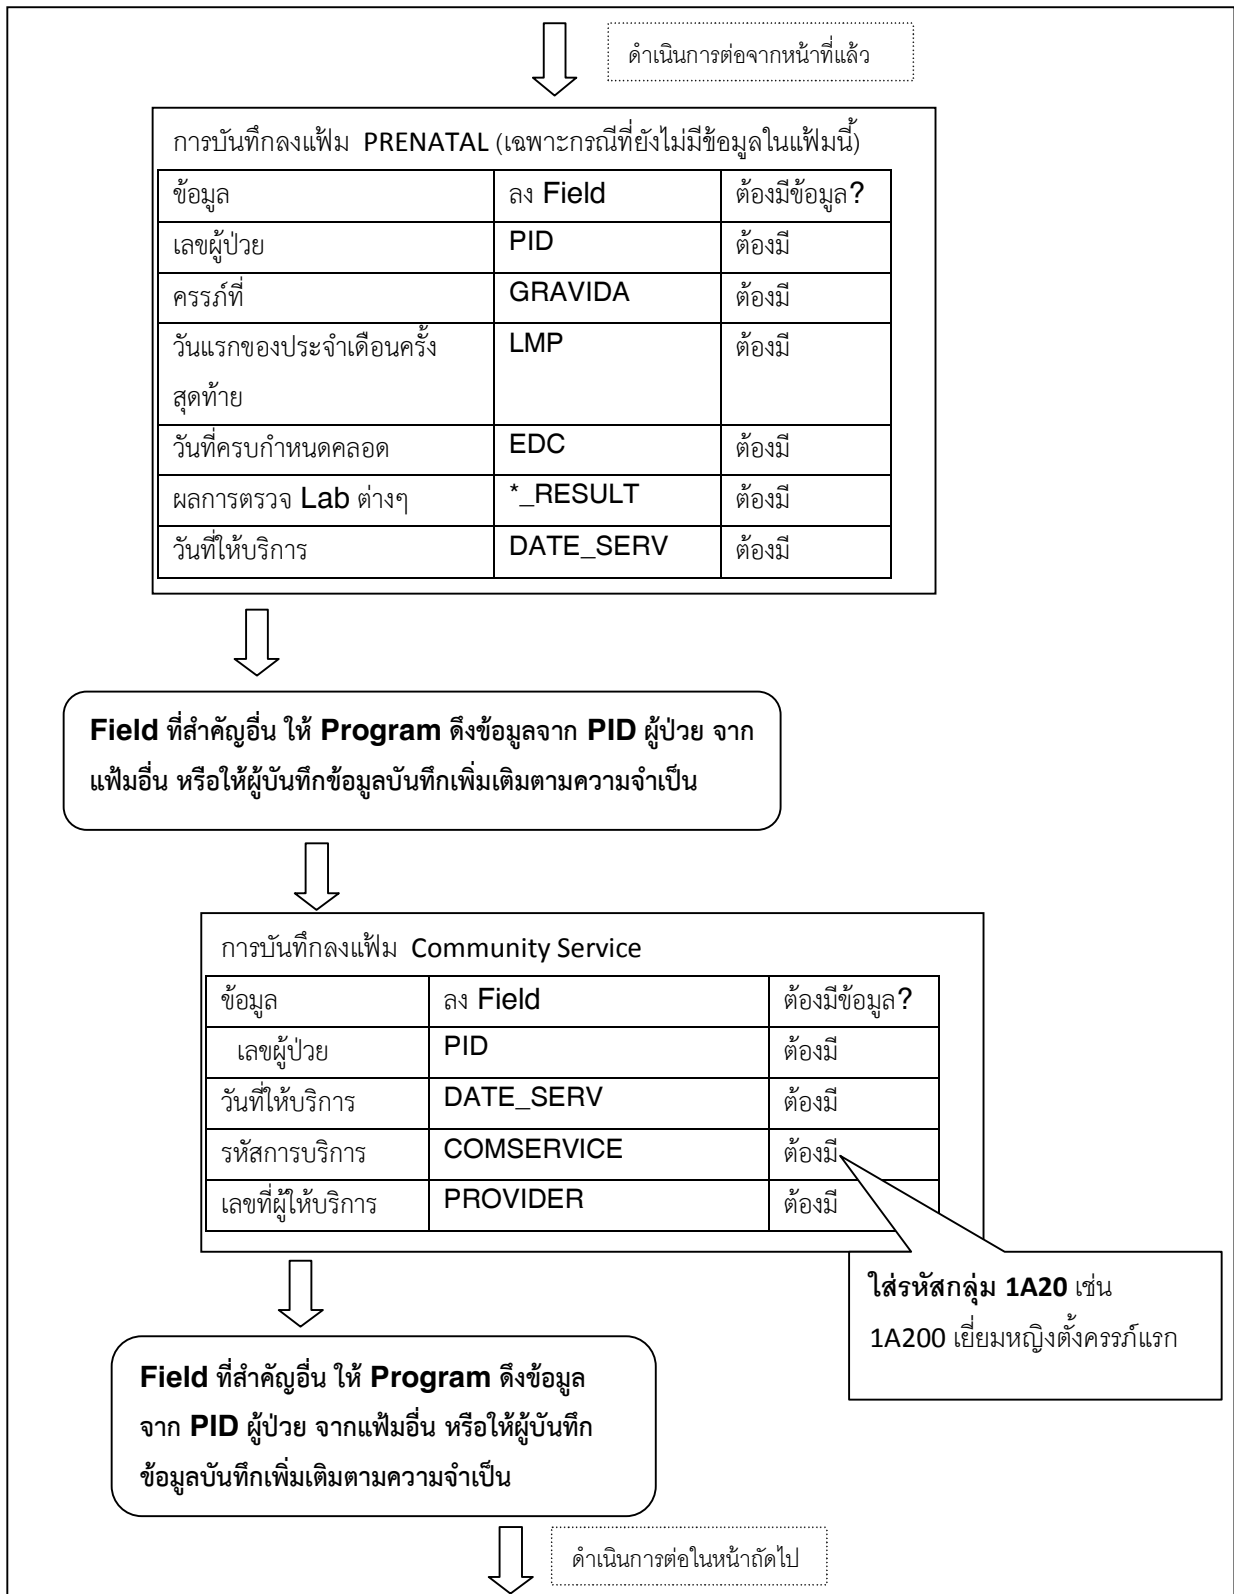 ดำเนินการต่อจากหน้าที่แล้ว
การบันทึกลงแฟ้ม PRENATAL (เฉพาะกรณีที่ยังไม่มีข้อมูลในแฟ้มนี้)
ข้อมูล ลง Field ต้องมีข้อมูล?
เลขผู้ป่วย PID ต้องมี
ครรภ์ที่ GRAVIDA ต้องมี
วันแรกของประจำเดือนครั้ง LMP ต้องมี
สุดท้าย
วันที่ครบกำหนดคลอด EDC ต้องมี
ผลการตรวจ Lab ต่างๆ *_RESULT ต้องมี
วันที่ให้บริการ DATE_SERV ต้องมี
Field ที่สำคัญอื่น ให้ Program ดึงข้อมูลจาก PID ผู้ป่วย จาก
แฟ้มอื่น หรือให้ผู้บันทึกข้อมูลบันทึกเพิ่มเติมตามความจำเป็น
การบันทึกลงแฟ้ม Community Service
ข้อมูล ลง Field ต้องมีข้อมูล?
เลขผู้ป่วย PID ต้องมี
วันที่ให้บริการ DATE_SERV ต้องมี
รหัสการบริการ COMSERVICE ต้องมี
เลขที่ผู้ให้บริการ PROVIDER ต้องมี
ใส่รหัสกลุ่ม 1A20 เช่น
1A200 เยี่ยมหญิงตั้งครรภ์แรก
Field ที่สำคัญอื่น ให้ Program ดึงข้อมูล
จาก PID ผู้ป่วย จากแฟ้มอื่น หรือให้ผู้บันทึก
ข้อมูลบันทึกเพิ่มเติมตามความจำเป็น
ดำเนินการต่อในหน้าถัดไป